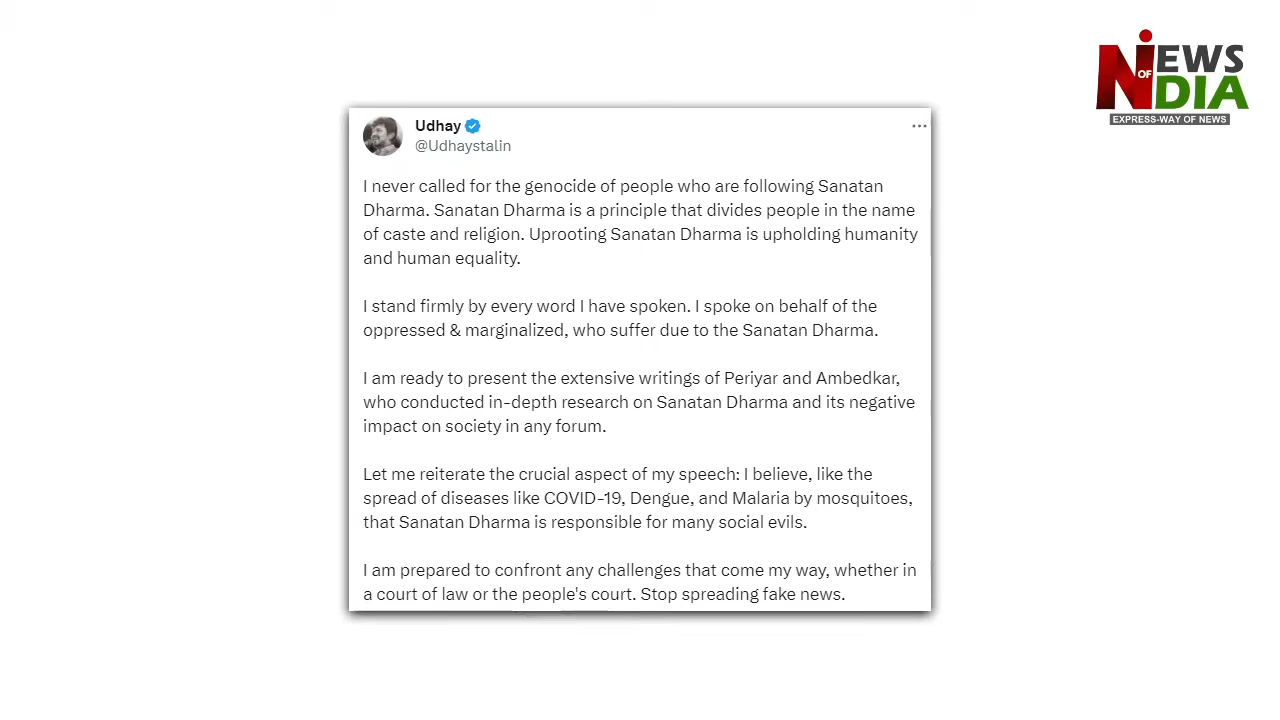 NEWS
OF
INDIA
EXPRESS-WAY OF NEWS
Udhay
@Udhaystalin
I never called for the genocide of people who are following Sanatan
Dharma. Sanatan Dharma is a principle that divides people in the name
of caste and religion. Uprooting Sanatan Dharma is upholding humanity
and human equality.
I stand firmly by every word I have spoken. I spoke on behalf of the
oppressed & marginalized, who suffer due to the Sanatan Dharma.
I am ready to present the extensive writings of Periyar and Ambedkar,
who conducted in-depth research on Sanatan Dharma and its negative
impact on society in any forum.
Let me reiterate the crucial aspect of my speech: I believe, like the
spread of diseases like COVID-19, Dengue, and Malaria by mosquitoes,
that Sanatan Dharma is responsible for many social evils.
I am prepared to confront any challenges that come my way, whether in
a court of law or the people's court. Stop spreading fake news.